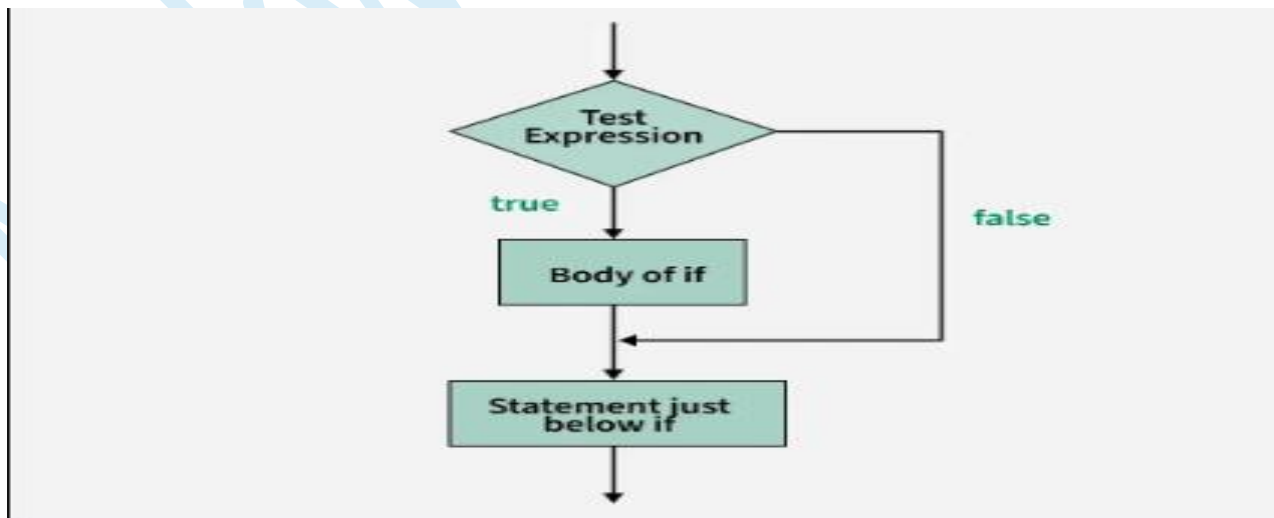 Test
Expression
true
false
Body of if
Statement just
below if